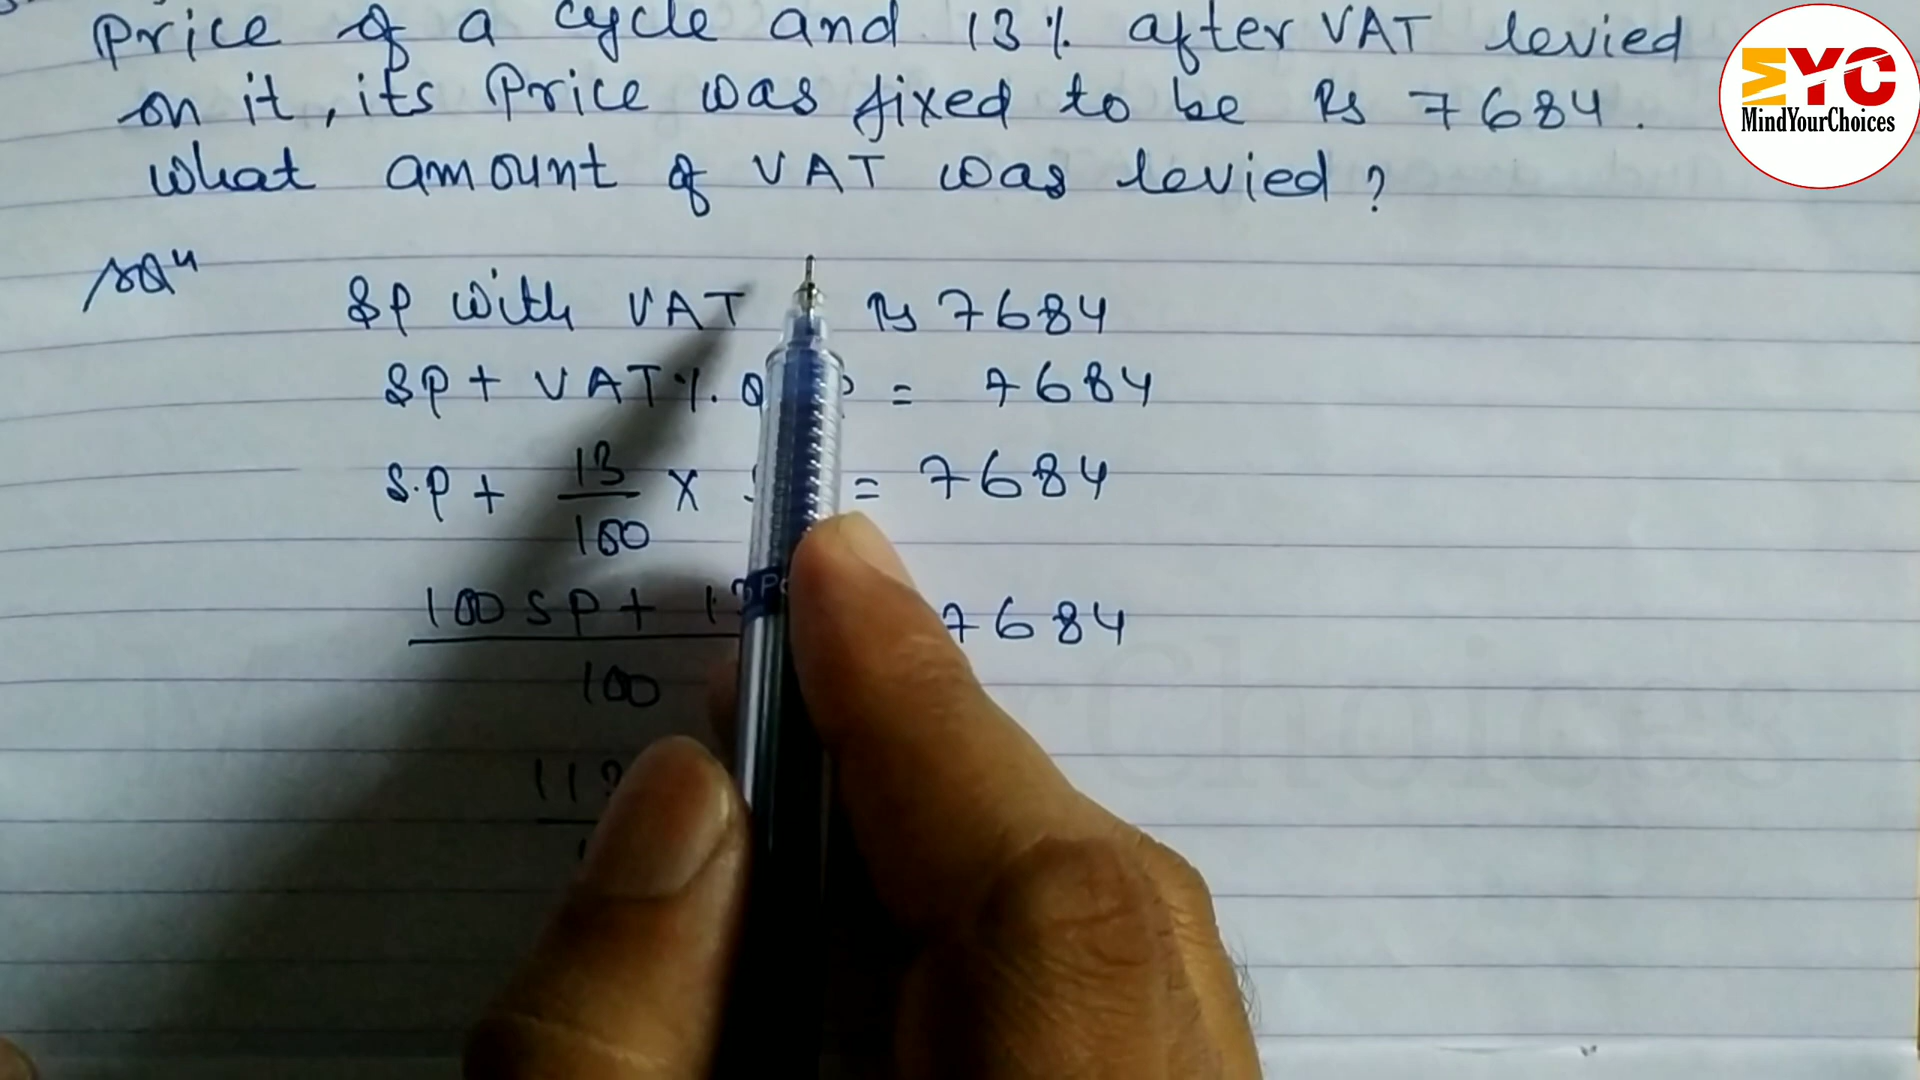 Price of a cycle and 13% after VAT levied
on it, its Price was fixed to be Rs 7684.
What amount of VAT was levied?
MYC
MindYourChoices
Solⁿ
SP with VAT Rs 7684
SP + VAT% = 7684
S.P + 13/100 X = 7684
100 SP + 7684
100